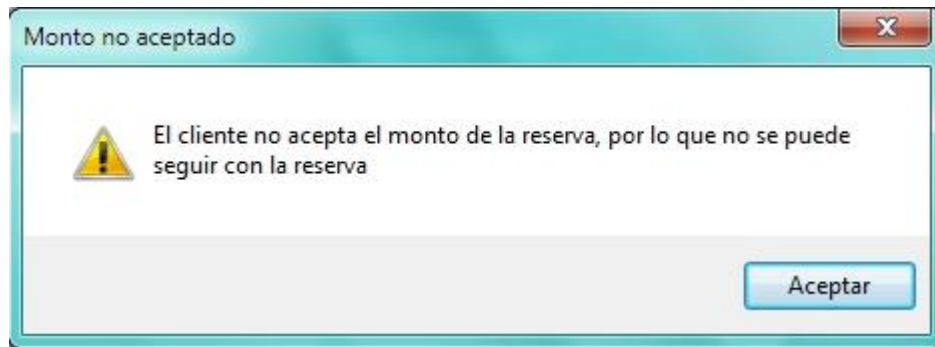 Monto no aceptado
El cliente no acepta el monto de la reserva, por lo que no se puede
seguir con la reserva
Aceptar